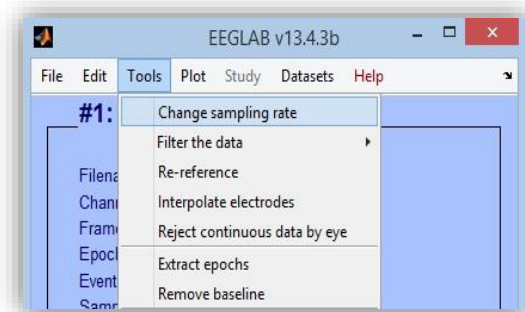 EEGLAB v13.4.3b
File Edit Tools Plot Study Datasets Help
#1:
Change sampling rate
Filter the data
Re-reference
Interpolate electrodes
Reject continuous data by eye
Extract epochs
Remove baseline